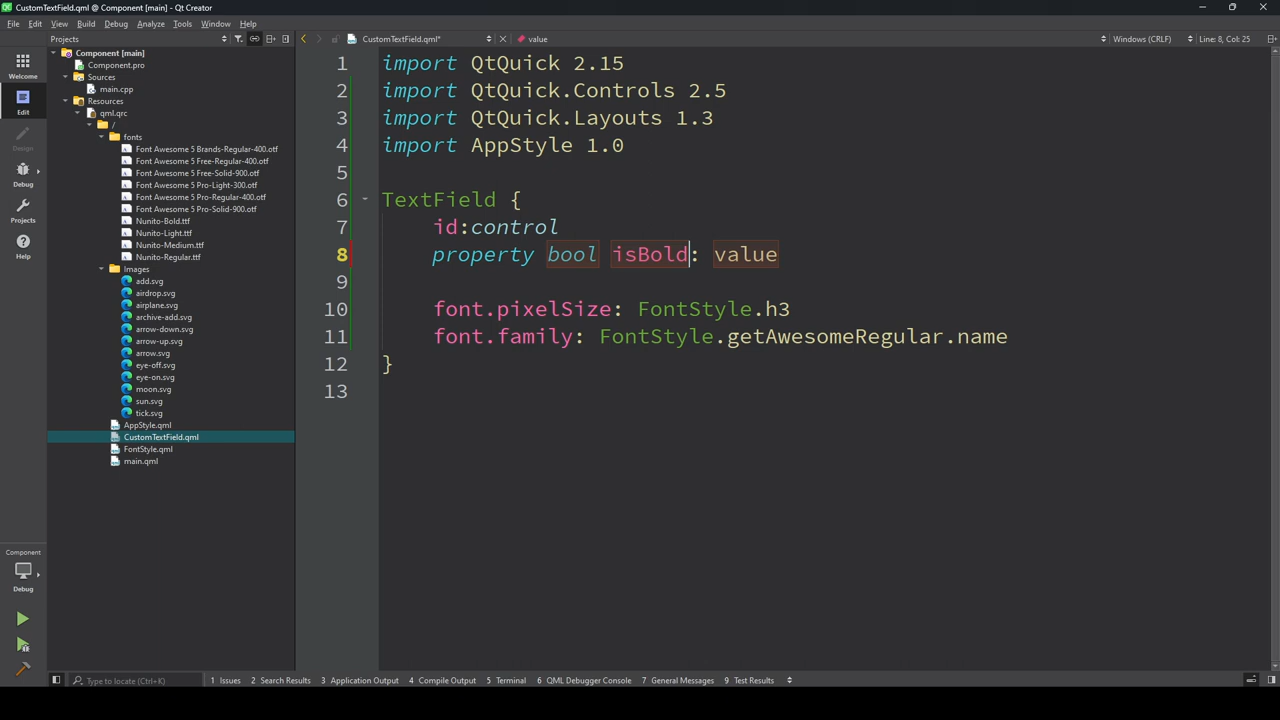 CustomTextField.qml @ Component [main] - Qt Creator
File Edit View Build Debug Analyze Tools Window Help
Projects
CustomTextField.qml*
value
Windows (CRLF)
Line: 8, Col: 25
Welcome
Edit
Design
Debug
Projects
Help
Component
Debug
Component [main]
Component.pro
Sources
main.cpp
Resources
qml.qrc
/
fonts
Font Awesome 5 Brands-Regular-400.otf
Font Awesome 5 Free-Regular-400.otf
Font Awesome 5 Free-Solid-900.otf
Font Awesome 5 Pro-Light-300.otf
Font Awesome 5 Pro-Regular-400.otf
Font Awesome 5 Pro-Solid-900.otf
Nunito-Bold.ttf
Nunito-Light.ttf
Nunito-Medium.ttf
Nunito-Regular.ttf
Images
add.svg
airdrop.svg
airplane.svg
archive-add.svg
arrow-down.svg
arrow-up.svg
arrow.svg
eye-off.svg
eye-on.svg
moon.svg
sun.svg
tick.svg
AppStyle.qml
CustomTextField.qml
FontStyle.qml
main.qml
1 import QtQuick 2.15
2 import QtQuick.Controls 2.5
3 import QtQuick.Layouts 1.3
4 import AppStyle 1.0
5
6 TextField {
7 id:control
8 property bool isBold: value
9
10 font.pixelSize: FontStyle.h3
11 font.family: FontStyle.getAwesomeRegular.name
12 }
13
Type to locate (Ctrl+K)
1 Issues 2 Search Results 3 Application Output 4 Compile Output 5 Terminal 6 QML Debugger Console 7 General Messages 9 Test Results